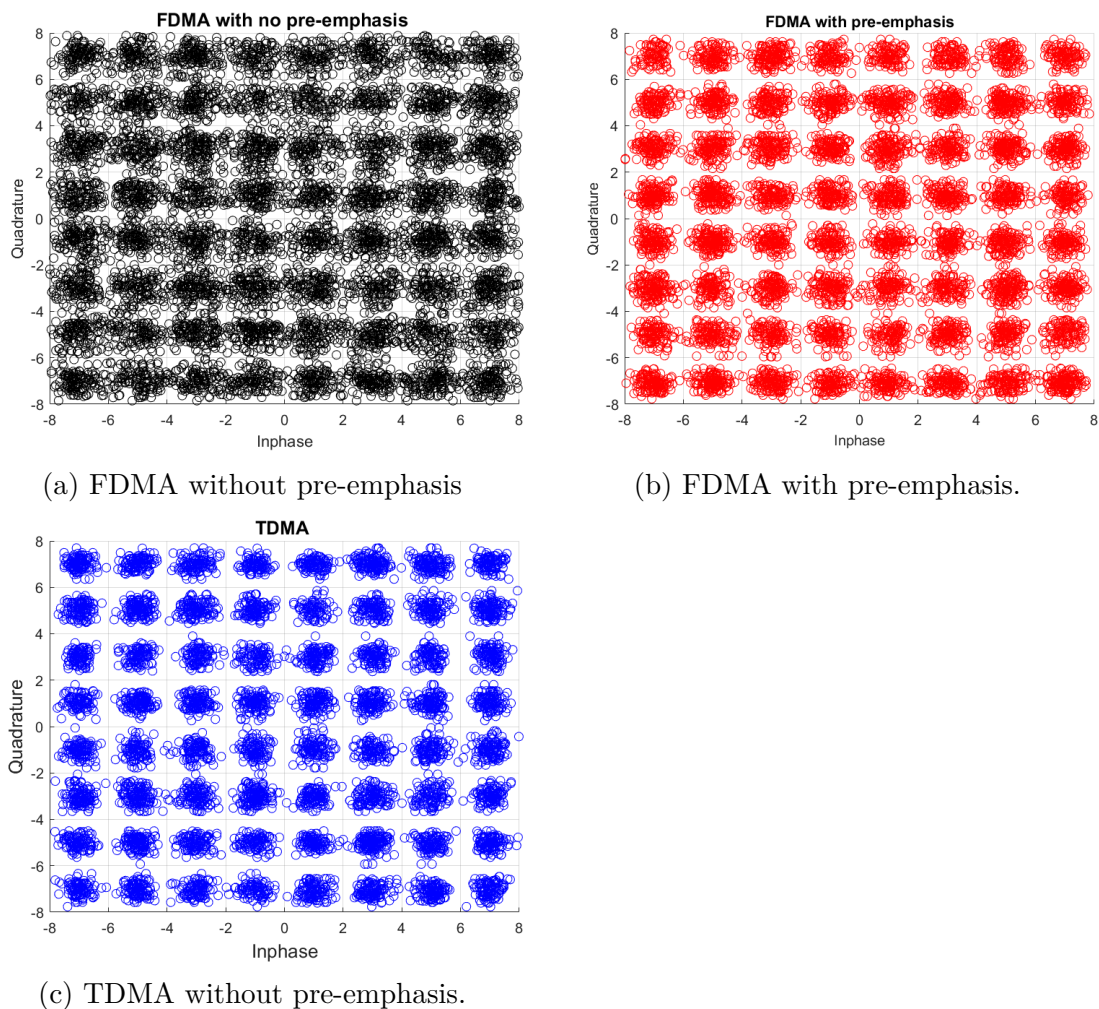 FDMA with no pre-emphasis
8
6
4
2
0
-2
-4
-6
-8
Quadrature
-8 -6 -4 -2 0 2 4 6 8
Inphase
(a) FDMA without pre-emphasis
FDMA with pre-emphasis
8
6
4
2
0
-2
-4
-6
-8
Quadrature
-8 -6 -4 -2 0 2 4 6 8
Inphase
(b) FDMA with pre-emphasis.
TDMA
8
6
4
2
0
-2
-4
-6
-8
Quadrature
-8 -6 -4 -2 0 2 4 6 8
Inphase
(c) TDMA without pre-emphasis.